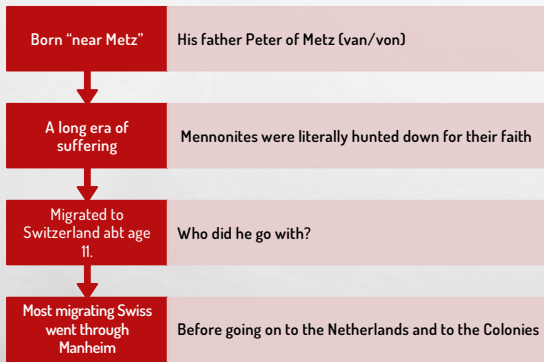 Born “near Metz”
His father Peter of Metz (van/von)
A long era of
suffering
Mennonites were literally hunted down for their faith
Migrated to
Switzerland abt age
11.
Who did he go with?
Most migrating Swiss
went through
Manheim
Before going on to the Netherlands and to the Colonies